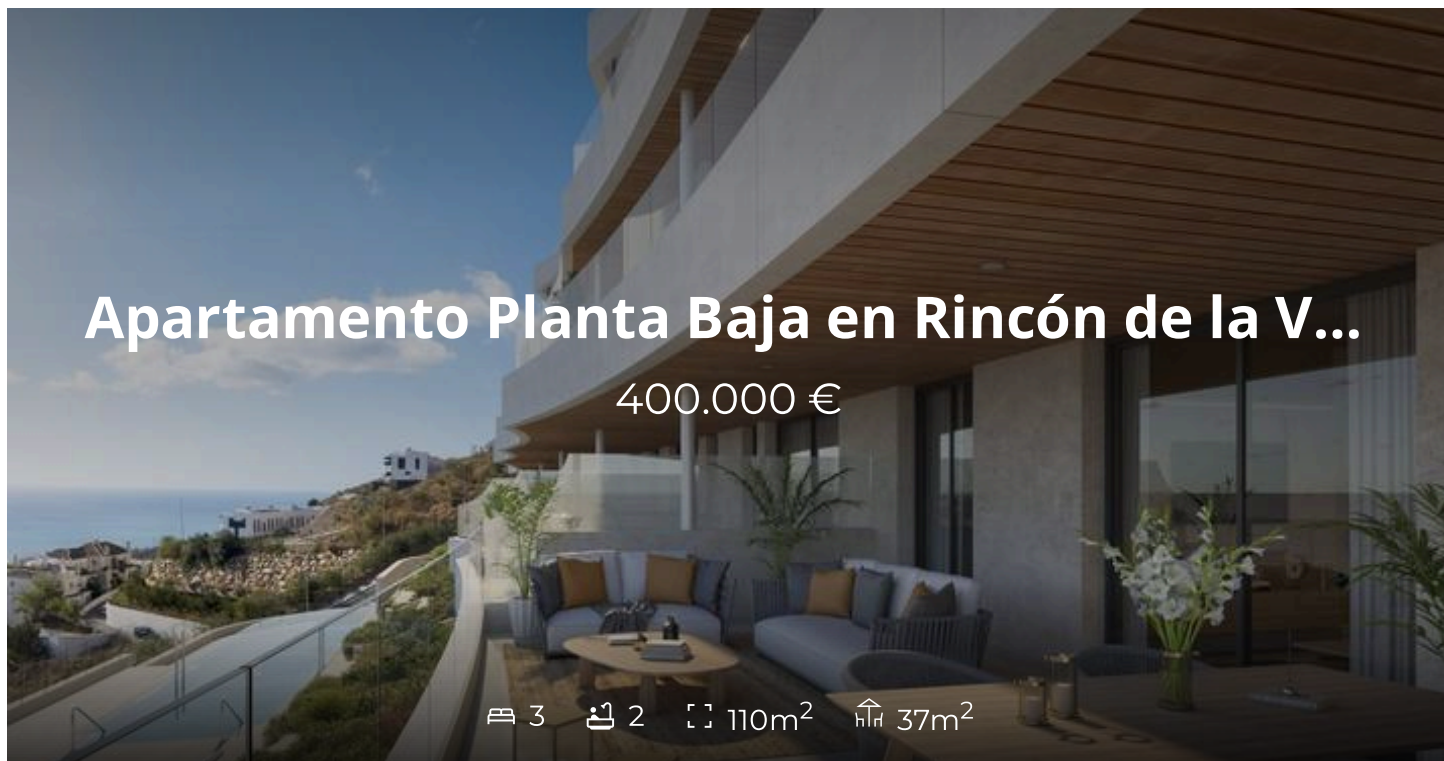 Apartamento Planta Baja en Rincón de la V...
400.000 €
3 2 110m² 37m²